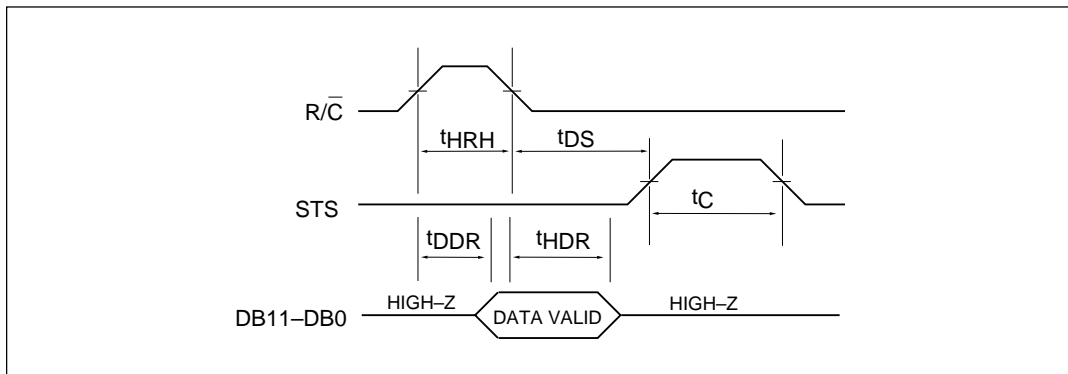 R/C̅
tHRH
tDS
STS
tC
tDDR
tHDR
DB11–DB0
HIGH–Z
DATA VALID
HIGH–Z